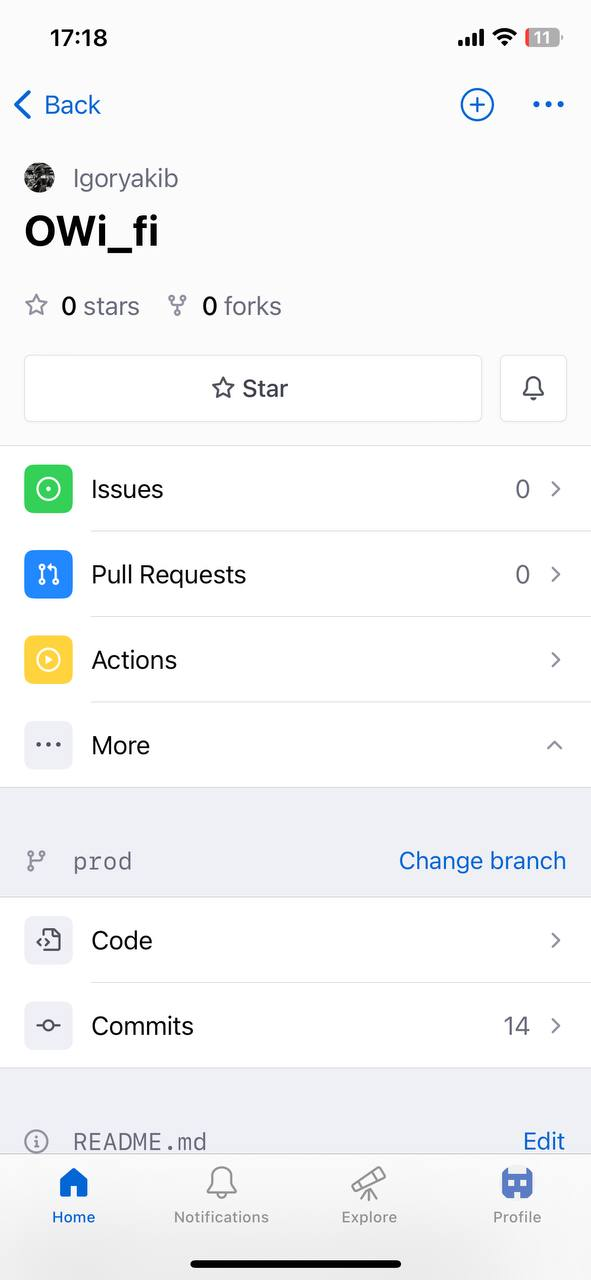 17:18
11
Back
Igoryakib
OWi_fi
0 stars 0 forks
Star
Issues 0
Pull Requests 0
Actions
More
prod Change branch
Code
Commits 14
README.md Edit
Home Notifications Explore Profile